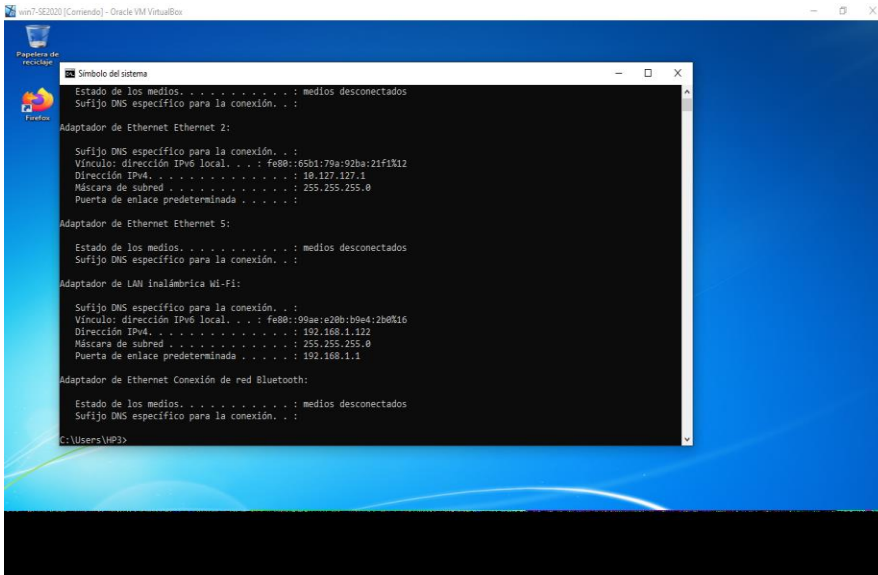 win7-SE2020 [Corriendo] - Oracle VM VirtualBox
Papelera de
reciclaje
Firefox
Símbolo del sistema
Estado de los medios. . . . . . . . . . . : medios desconectados
Sufijo DNS específico para la conexión. . :
Adaptador de Ethernet Ethernet 2:
Sufijo DNS específico para la conexión. . :
Vínculo: dirección IPv6 local. . . : fe80::65b1:79a:92ba:21f1%12
Dirección IPv4. . . . . . . . . . . . . . : 10.127.127.1
Máscara de subred . . . . . . . . . . . . : 255.255.255.0
Puerta de enlace predeterminada . . . . . :
Adaptador de Ethernet Ethernet 5:
Estado de los medios. . . . . . . . . . . : medios desconectados
Sufijo DNS específico para la conexión. . :
Adaptador de LAN inalámbrica Wi-Fi:
Sufijo DNS específico para la conexión. . :
Vínculo: dirección IPv6 local. . . : fe80::99ae:e20b:b9e4:2b0%16
Dirección IPv4. . . . . . . . . . . . . . : 192.168.1.122
Máscara de subred . . . . . . . . . . . . : 255.255.255.0
Puerta de enlace predeterminada . . . . . : 192.168.1.1
Adaptador de Ethernet Conexión de red Bluetooth:
Estado de los medios. . . . . . . . . . . : medios desconectados
Sufijo DNS específico para la conexión. . :
C:\Users\HP3>